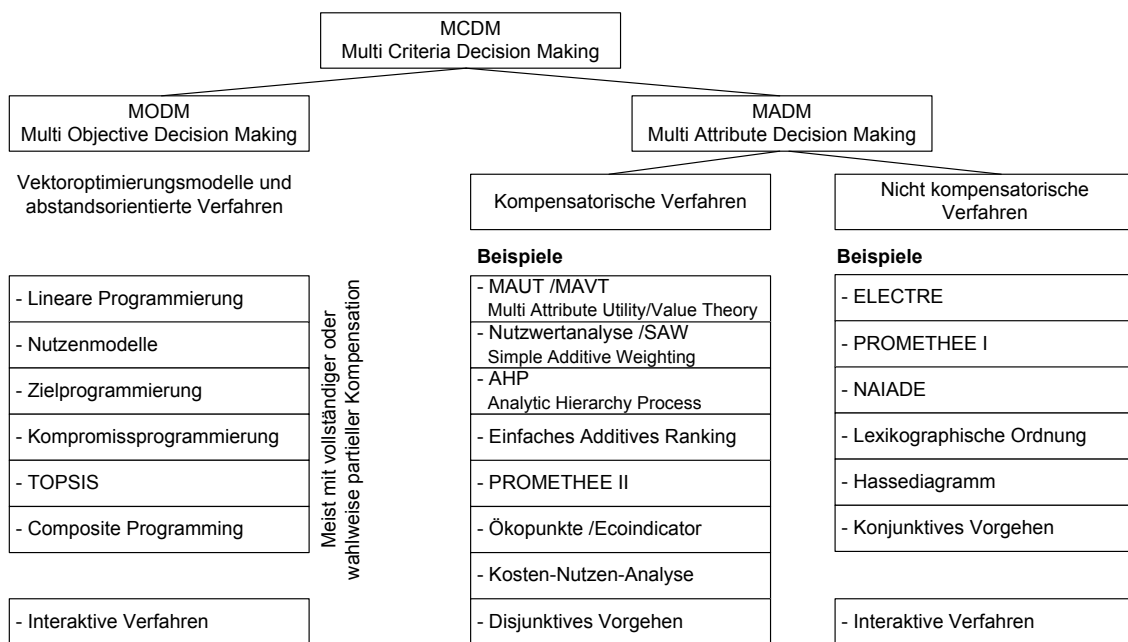 MCDM
Multi Criteria Decision Making
MODM
Multi Objective Decision Making
MADM
Multi Attribute Decision Making
Vektoroptimierungsmodelle und
abstandsorientierte Verfahren
Kompensatorische Verfahren
Nicht kompensatorische
Verfahren
- Lineare Programmierung
- Nutzenmodelle
- Zielprogrammierung
- Kompromissprogrammierung
- TOPSIS
- Composite Programming
- Interaktive Verfahren
Meist mit vollständiger oder
wahlweise partieller Kompensation
Beispiele
- MAUT /MAVT
Multi Attribute Utility/Value Theory
- Nutzwertanalyse /SAW
Simple Additive Weighting
- AHP
Analytic Hierarchy Process
- Einfaches Additives Ranking
- PROMETHEE II
- Ökopunkte /Ecoindicator
- Kosten-Nutzen-Analyse
- Disjunktives Vorgehen
Beispiele
- ELECTRE
- PROMETHEE I
- NAIADE
- Lexikographische Ordnung
- Hassediagramm
- Konjunktives Vorgehen
- Interaktive Verfahren